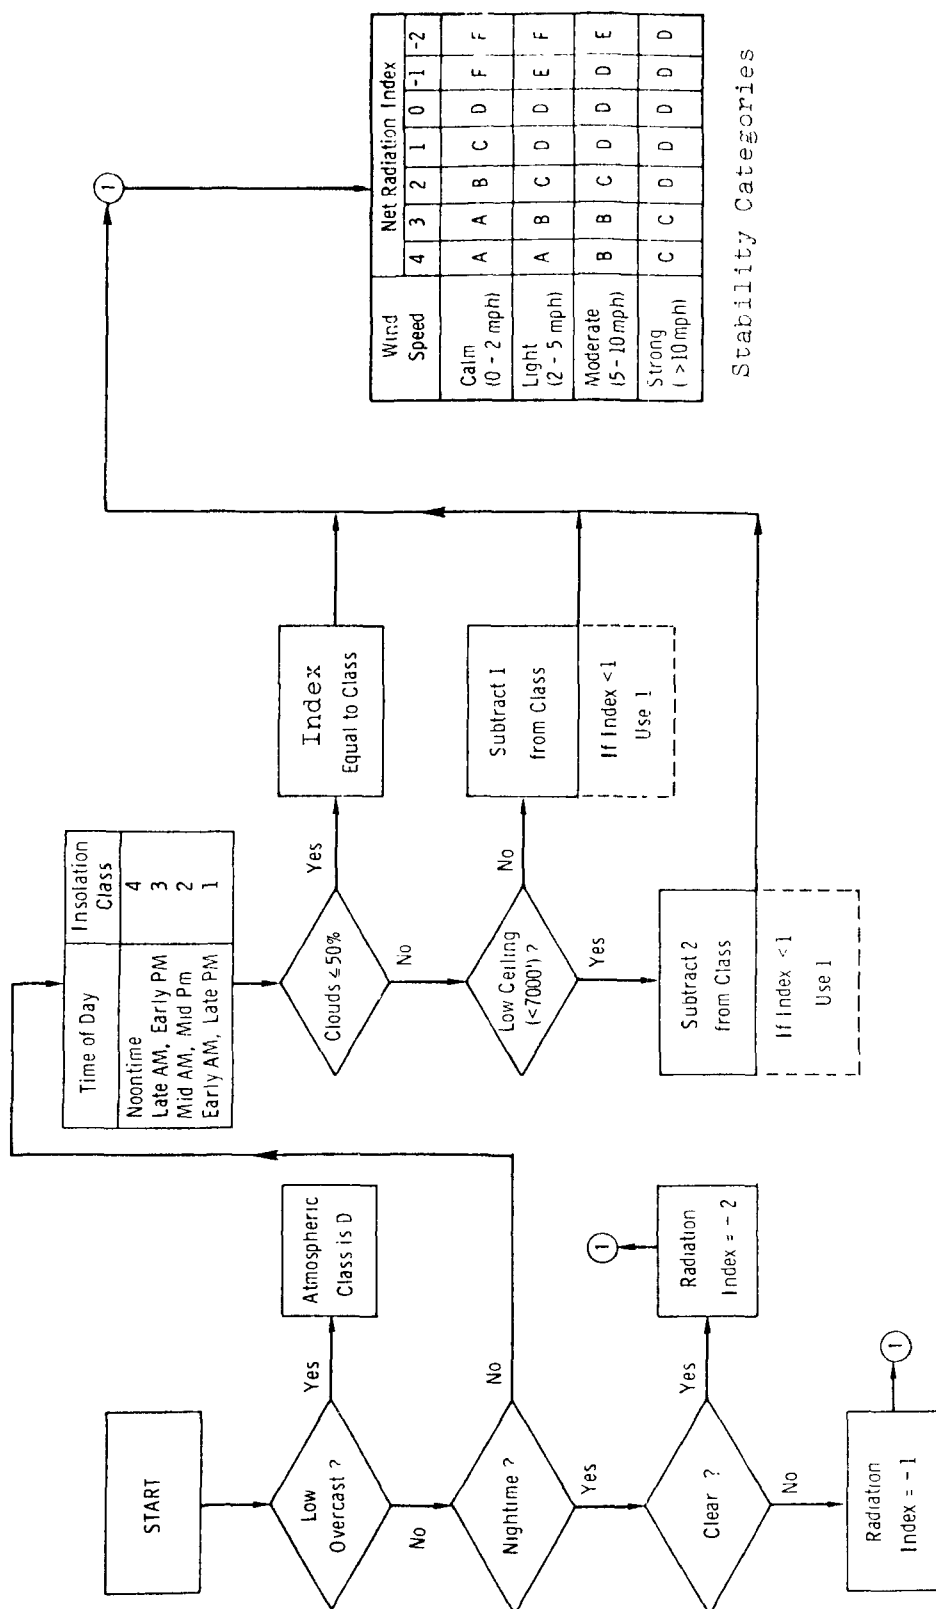 START
Low
Overcast ?
Yes
Atmospheric
Class is D
No
Nightime ?
No
Yes
Clear ?
Yes
Radiation
Index = - 2
1
No
Radiation
Index = - 1
1
Time of Day Insolation
Class
Noontime 4
Late AM, Early PM 3
Mid AM, Mid Pm 2
Early AM, Late PM 1
Clouds ≤50%
Yes
Index
Equal to Class
No
Low Ceiling
(<7000') ?
No
Subtract 1
from Class
If Index <1
Use 1
Yes
Subtract 2
from Class
If Index <1
Use 1
1
Wind
Speed
Net Radiation Index
4 3 2 1 0 -1 -2
Calm
(0 - 2 mph) A A B C D F F
Light
(2 - 5 mph) A B C D D E F
Moderate
(5 - 10 mph) B B C D D D E
Strong
( >10 mph) C C D D D D D
Stability Categories